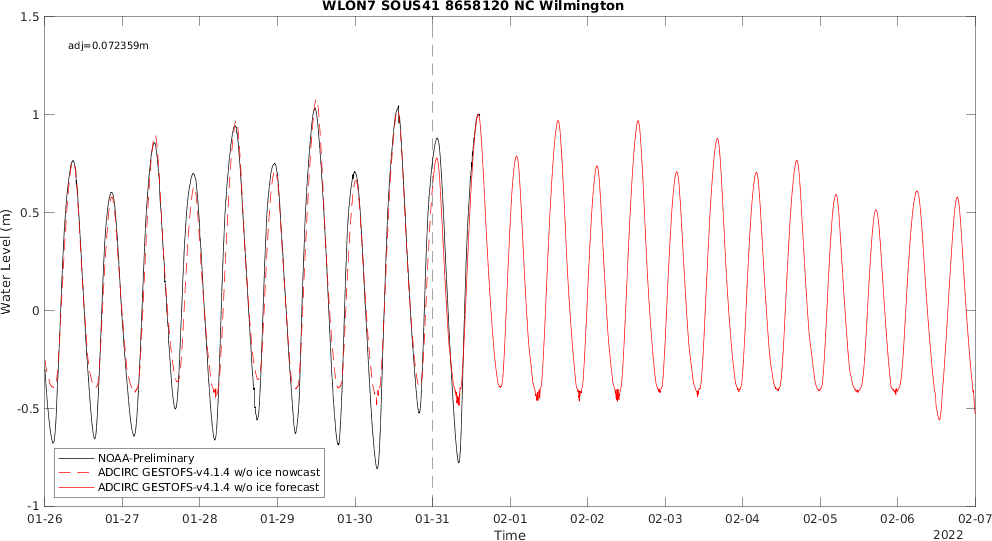 WLON7 SOUS41 8658120 NC Wilmington
adj=0.072359m
1.5
1
0.5
0
-0.5
-1
Water Level (m)
NOAA-Preliminary
ADCIRC GESTOFS-v4.1.4 w/o ice nowcast
ADCIRC GESTOFS-v4.1.4 w/o ice forecast
01-26 01-27 01-28 01-29 01-30 01-31 02-01 02-02 02-03 02-04 02-05 02-06 02-07
Time
2022